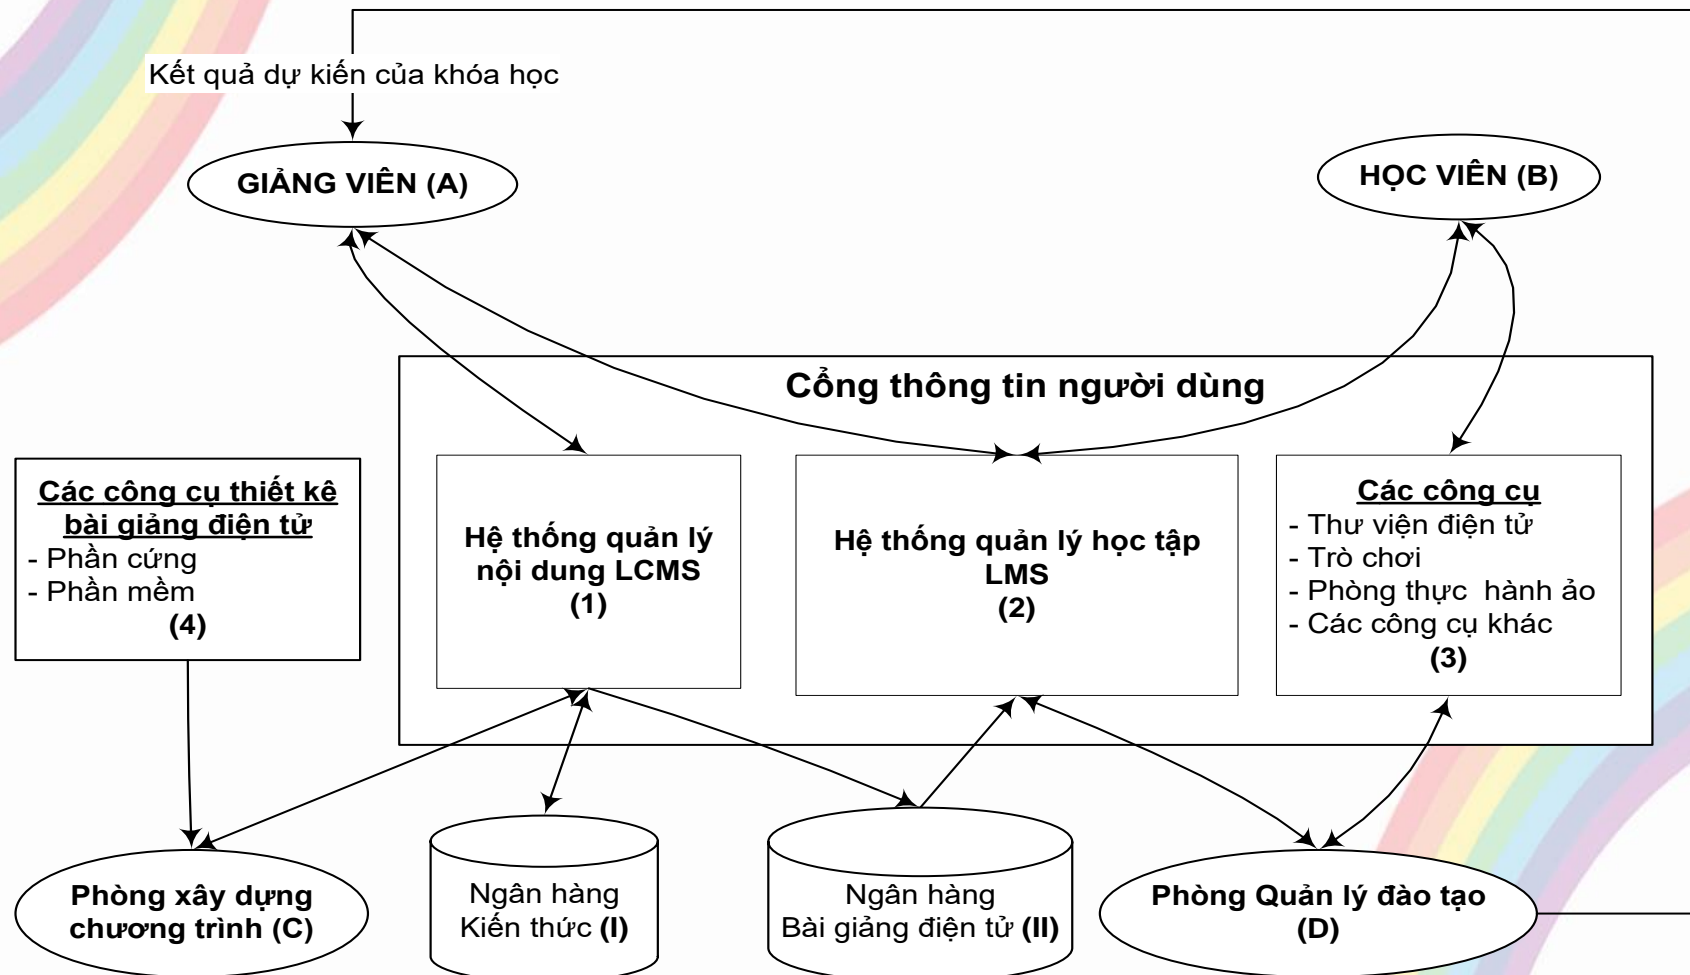 Kết quả dự kiến của khóa học
GIẢNG VIÊN (A)
HỌC VIÊN (B)
Cổng thông tin người dùng
Các công cụ thiết kê
bài giảng điện tử
- Phần cứng
- Phần mềm
(4)
Hệ thống quản lý
nội dung LCMS
(1)
Hệ thống quản lý học tập
LMS
(2)
Các công cụ
- Thư viện điện tử
- Trò chơi
- Phòng thực hành ảo
- Các công cụ khác
(3)
Phòng xây dựng
chương trình (C)
Ngân hàng
Kiến thức (I)
Ngân hàng
Bài giảng điện tử (II)
Phòng Quản lý đào tạo
(D)